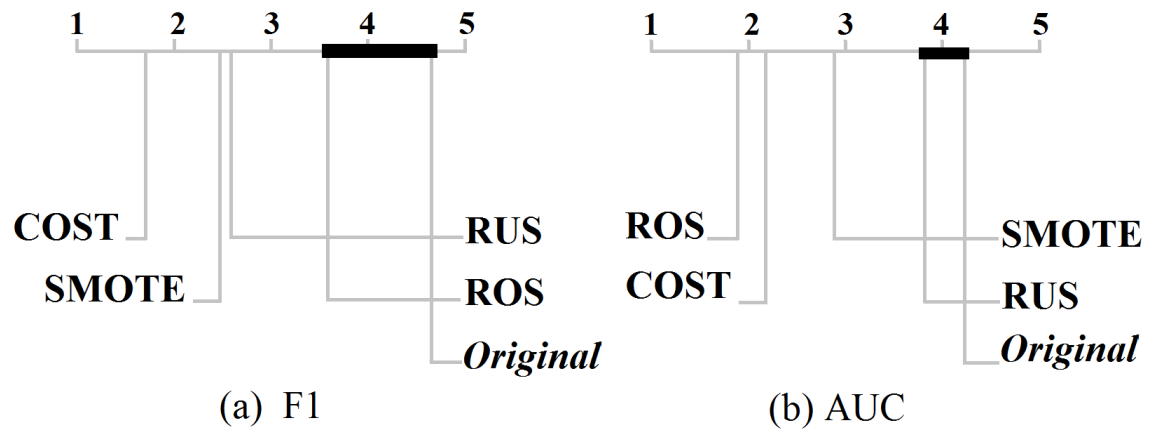 1 2 3 4 5
COST
RUS
SMOTE
ROS
Original
(a) F1
1 2 3 4 5
ROS
SMOTE
COST
RUS
Original
(b) AUC